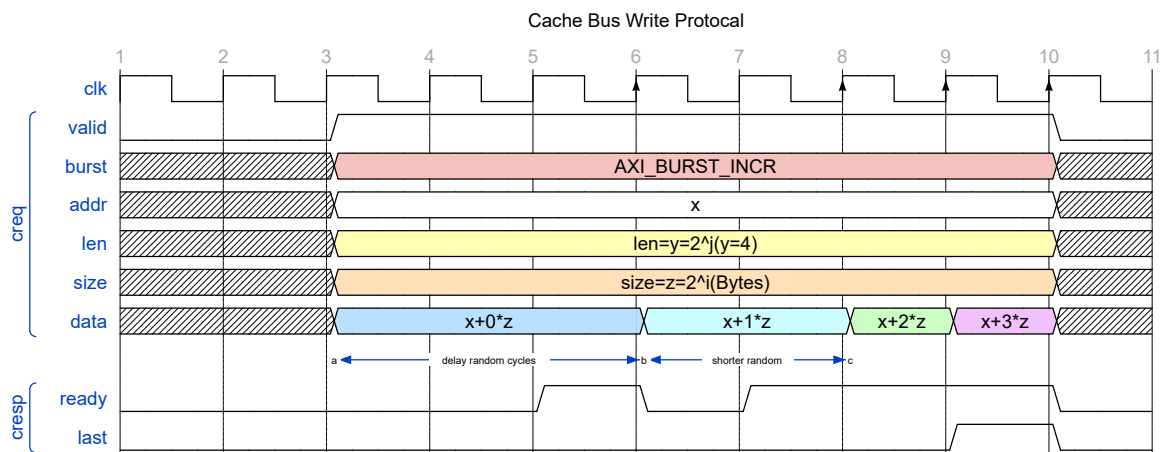 Cache Bus Write Protocal
1 2 3 4 5 6 7 8 9 10 11
clk
creq
valid
burst AXI_BURST_INCR
addr x
len len=y=2^j(y=4)
size size=z=2^i(Bytes)
data x+0*z x+1*z x+2*z x+3*z
a delay random cycles b shorter random c
cresp
ready
last